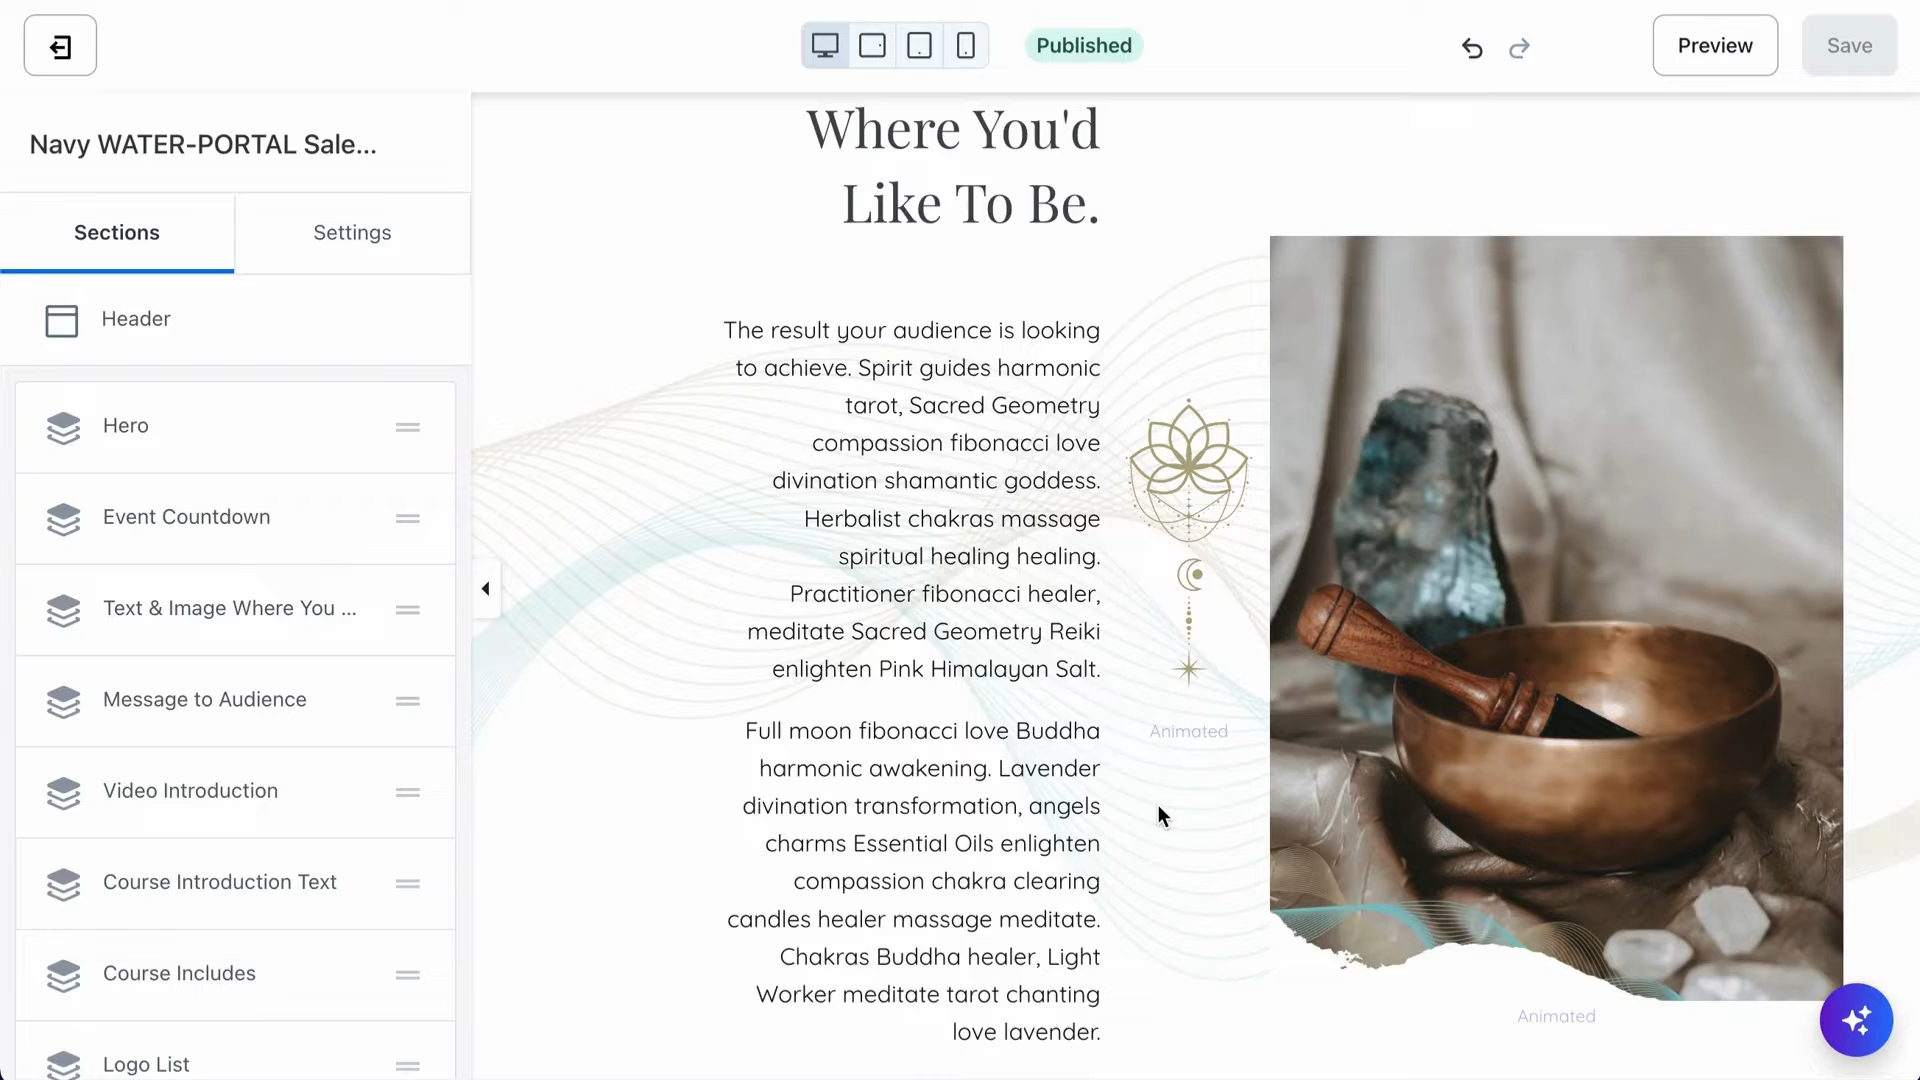 Published
Preview
Save
Navy WATER-PORTAL Sale...
Sections
Settings
Header
Hero
Event Countdown
Text & Image Where You ...
Message to Audience
Video Introduction
Course Introduction Text
Course Includes
Logo List
Where You'd
Like To Be.
The result your audience is looking
to achieve. Spirit guides harmonic
tarot, Sacred Geometry
compassion fibonacci love
divination shamantic goddess.
Herbalist chakras massage
spiritual healing healing.
Practitioner fibonacci healer,
meditate Sacred Geometry Reiki
enlighten Pink Himalayan Salt.
Full moon fibonacci love Buddha
harmonic awakening. Lavender
divination transformation, angels
charms Essential Oils enlighten
compassion chakra clearing
candles healer massage meditate.
Chakras Buddha healer, Light
Worker meditate tarot chanting
love lavender.
Animated
Animated